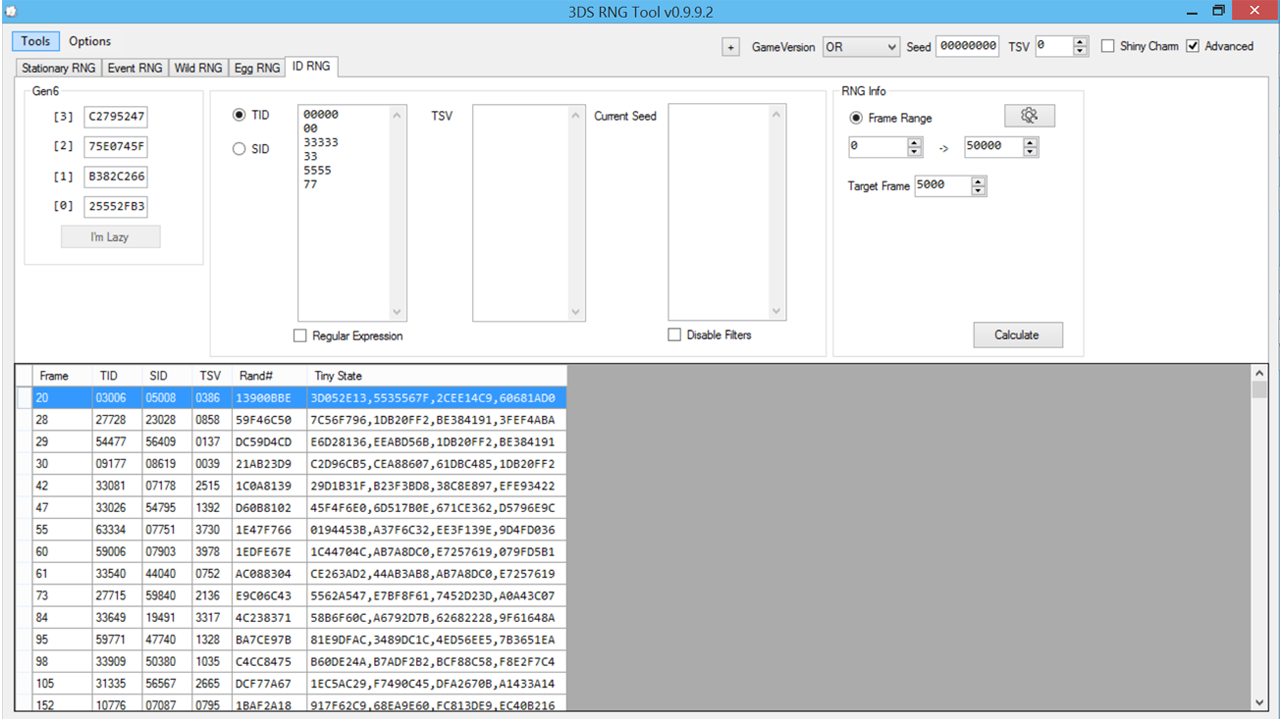 3DS RNG Tool v0.9.9.2
Tools Options
+ GameVersion OR Seed 00000000 TSV 0 Shiny Charm Advanced
Stationary RNG Event RNG Wild RNG Egg RNG ID RNG
Gen6
[3] C2795247
[2] 75E0745F
[1] B382C266
[0] 25552FB3
I'm Lazy
TID
SID
00000
00
33333
33
5555
77
Regular Expression
TSV
Current Seed
Disable Filters
RNG Info
Frame Range
0 -> 50000
Target Frame 5000
Calculate
Frame TID SID TSV Rand# Tiny State
20 03006 05008 0386 13900BBE 3D052E13,5535567F,2CEE14C9,60681AD0
28 27728 23028 0858 59F46C50 7C56F796,1DB20FF2,BE384191,3FEF4ABA
29 54477 56409 0137 DC59D4CD E6D28136,EEABD56B,1DB20FF2,BE384191
30 09177 08619 0039 21AB23D9 C2D96CB5,CEA88607,61DBC485,1DB20FF2
42 33081 07178 2515 1C0A8139 29D1B31F,B23F3BD8,38C8E897,EFE93422
47 33026 54795 1392 D60B8102 45F4F6E0,6D517B0E,671CE362,D5796E9C
55 63334 07751 3730 1E47F766 0194453B,A37F6C32,EE3F139E,9D4FD036
60 59006 07903 3978 1EDFE67E 1C44704C,AB7A8DC0,E7257619,079FD5B1
61 33540 44040 0752 AC088304 CE263AD2,44AB3AB8,AB7A8DC0,E7257619
73 27715 59840 2136 E9C06C43 5562A547,E7BF8F61,7452D23D,A0A43C07
84 33649 19491 3317 4C238371 58B6F60C,A6792D7B,62682228,9F61648A
95 59771 47740 1328 BA7CE97B 81E9DFAC,3489DC1C,4ED56EE5,7B3651EA
98 33909 50380 1035 C4CC8475 B60DE24A,B7ADF2B2,BCF88C58,F8E2F7C4
105 31335 56567 2665 DCF77A67 1EC5AC29,F7490C45,DFA2670B,A1433A14
152 10776 07087 0795 1BAF2A18 917F62C9,68EA9E60,FC813DE9,EC40B216